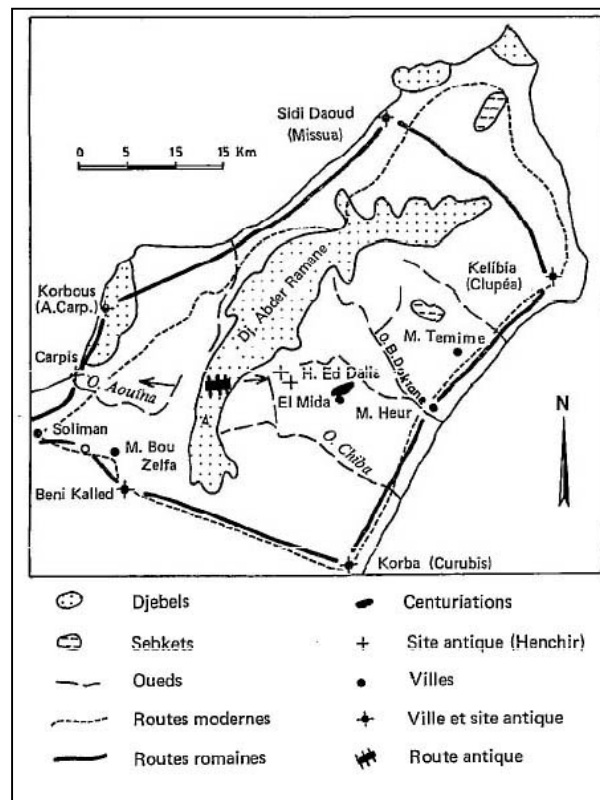 Sidi Daoud
(Missua)
0 5 15 15 Km
Korbous
(A.Carp.)
Dj. Abder Ramane
Kelíbia
(Clupéa)
M. Temime
O.B.Dokrane
Carpis
O. Aouina
H. Ed Dalia
El Mida
M. Heur
A.
N
Soliman
M. Bou
Zelfa
O. Chiba
Beni Kalled
Korba (Curubis)
Djebels
Centuriations
Sebkets
Site antique (Henchir)
Oueds
Villes
Routes modernes
Ville et site antique
Routes romaines
Route antique